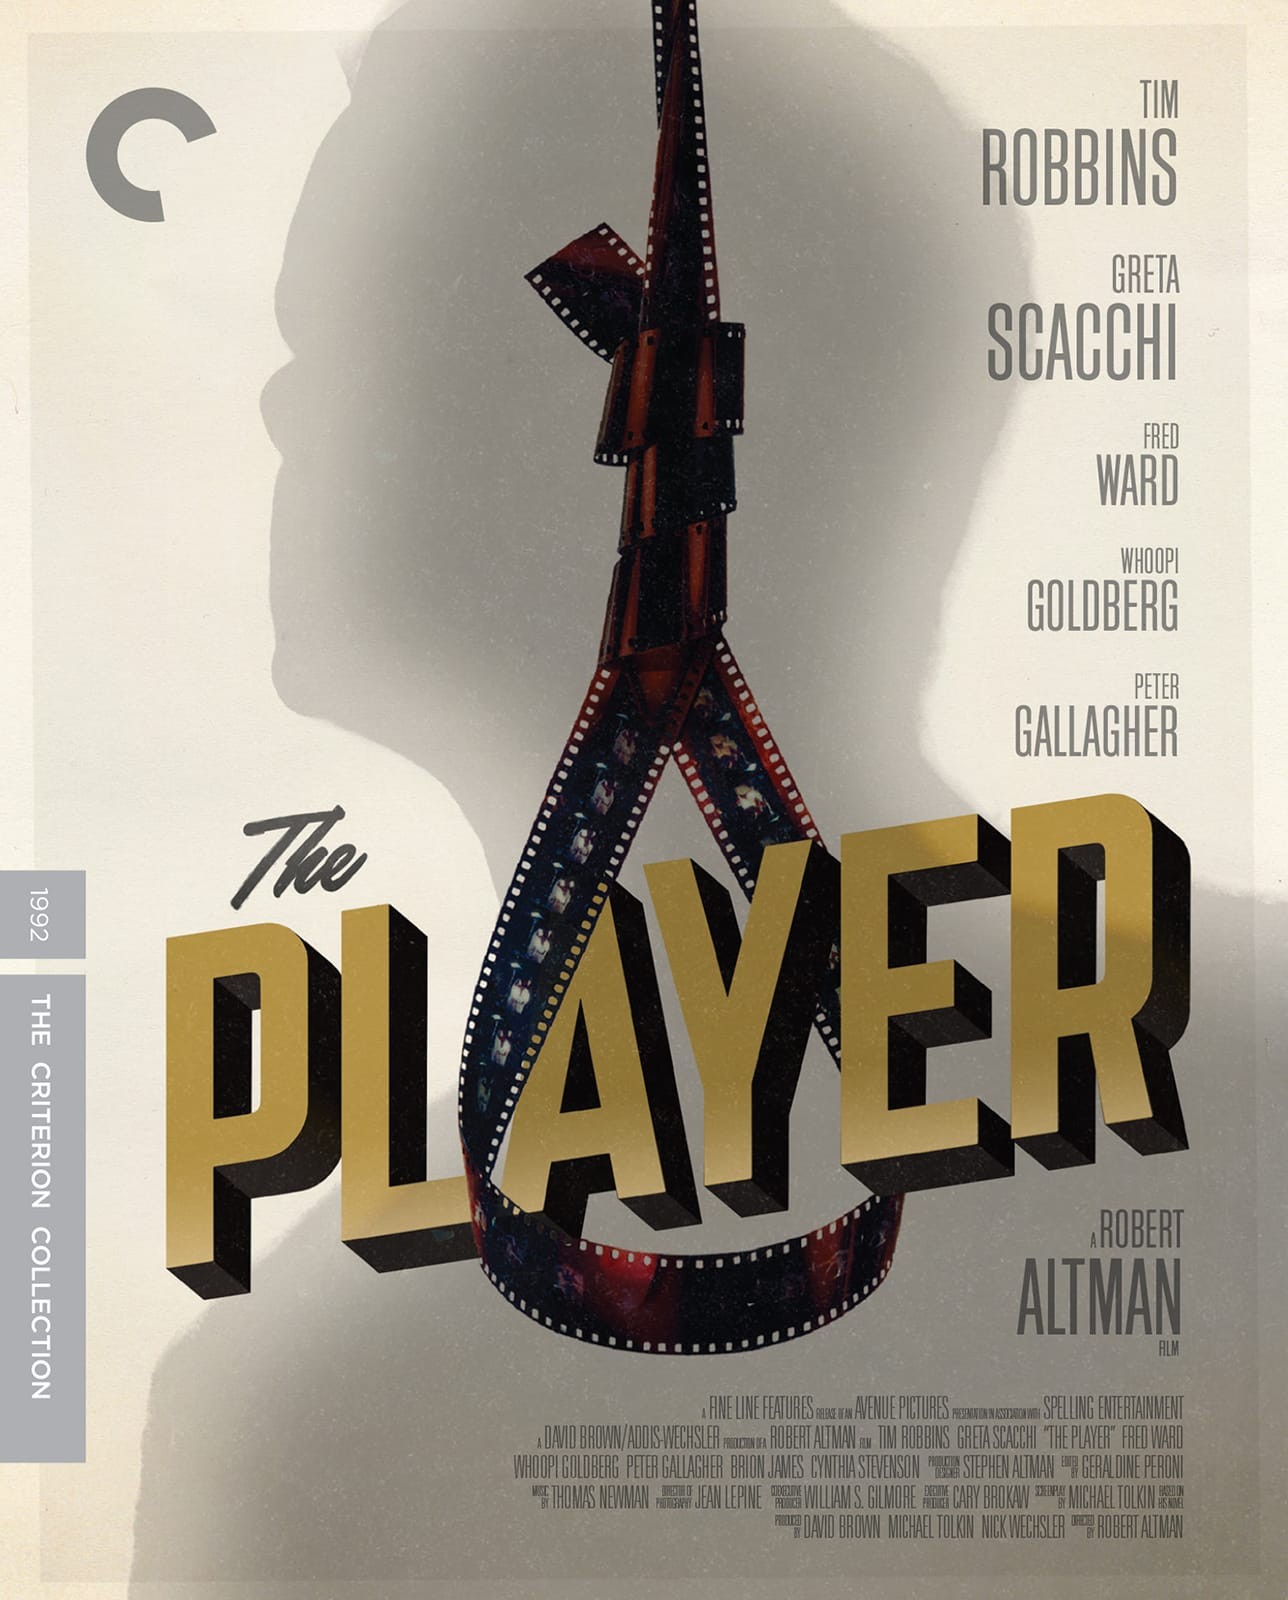 TIM
ROBBINS
GRETA
SCACCHI
FRED
WARD
WHOOPI
GOLDBERG
PETER
GALLAGHER
The
PLAYER
1992
THE CRITERION COLLECTION
A ROBERT
ALTMAN
FILM
A FINE LINE FEATURES RELEASE OF AN AVENUE PICTURES PRESENTATION IN ASSOCIATION WITH SPELLING ENTERTAINMENT
A DAVID BROWN/ADDIS-WECHSLER PRODUCTION OF A ROBERT ALTMAN FILM TIM ROBBINS GRETA SCACCHI "THE PLAYER" FRED WARD
WHOOPI GOLDBERG PETER GALLAGHER BRION JAMES CYNTHIA STEVENSON PRODUCTION DESIGNER STEPHEN ALTMAN EDITED BY GERALDINE PERONI
MUSIC BY THOMAS NEWMAN DIRECTOR OF PHOTOGRAPHY JEAN LEPINE COEXECUTIVE PRODUCER WILLIAM S. GILMORE EXECUTIVE PRODUCER CARY BROKAW SCREENPLAY BY MICHAEL TOLKIN BASED ON HIS NOVEL
PRODUCED BY DAVID BROWN MICHAEL TOLKIN NICK WECHSLER DIRECTED BY ROBERT ALTMAN